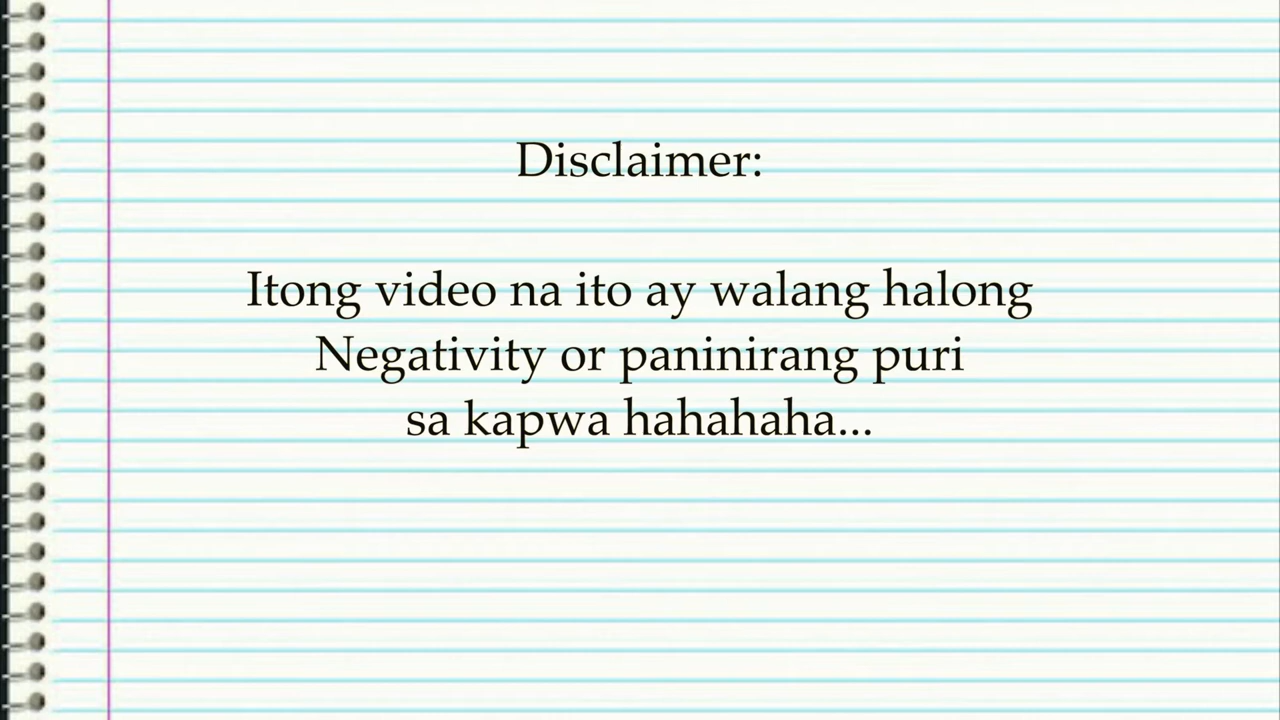 Disclaimer:
Itong video na ito ay walang halong
Negativity or paninirang puri
sa kapwa hahahaha...